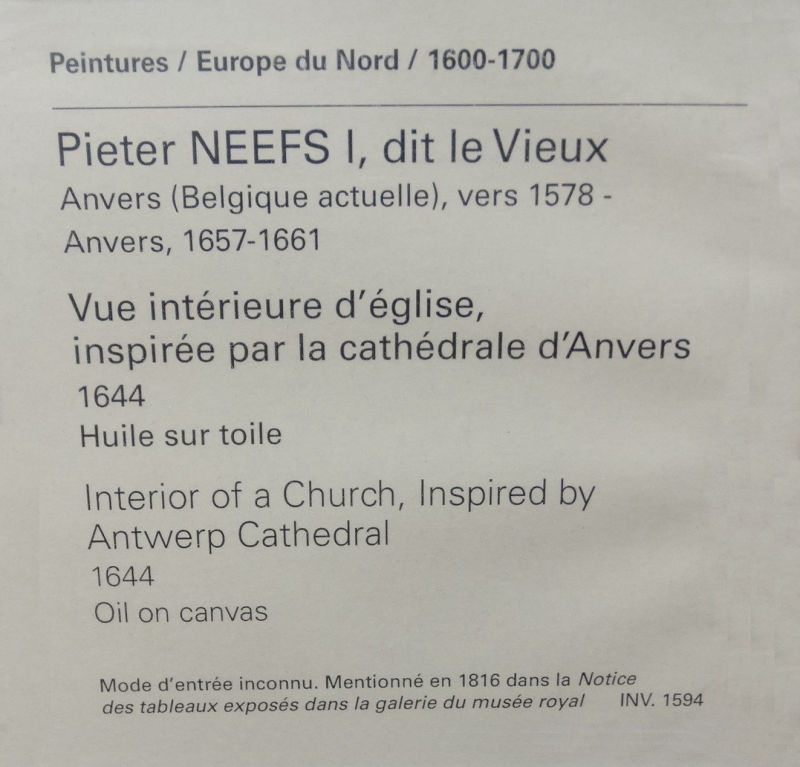 Peintures / Europe du Nord / 1600-1700
Pieter NEEFS I, dit le Vieux
Anvers (Belgique actuelle), vers 1578 -
Anvers, 1657-1661
Vue intérieure d'église,
inspirée par la cathédrale d'Anvers
1644
Huile sur toile
Interior of a Church, Inspired by
Antwerp Cathedral
1644
Oil on canvas
Mode d'entrée inconnu. Mentionné en 1816 dans la Notice
des tableaux exposés dans la galerie du musée royal INV. 1594